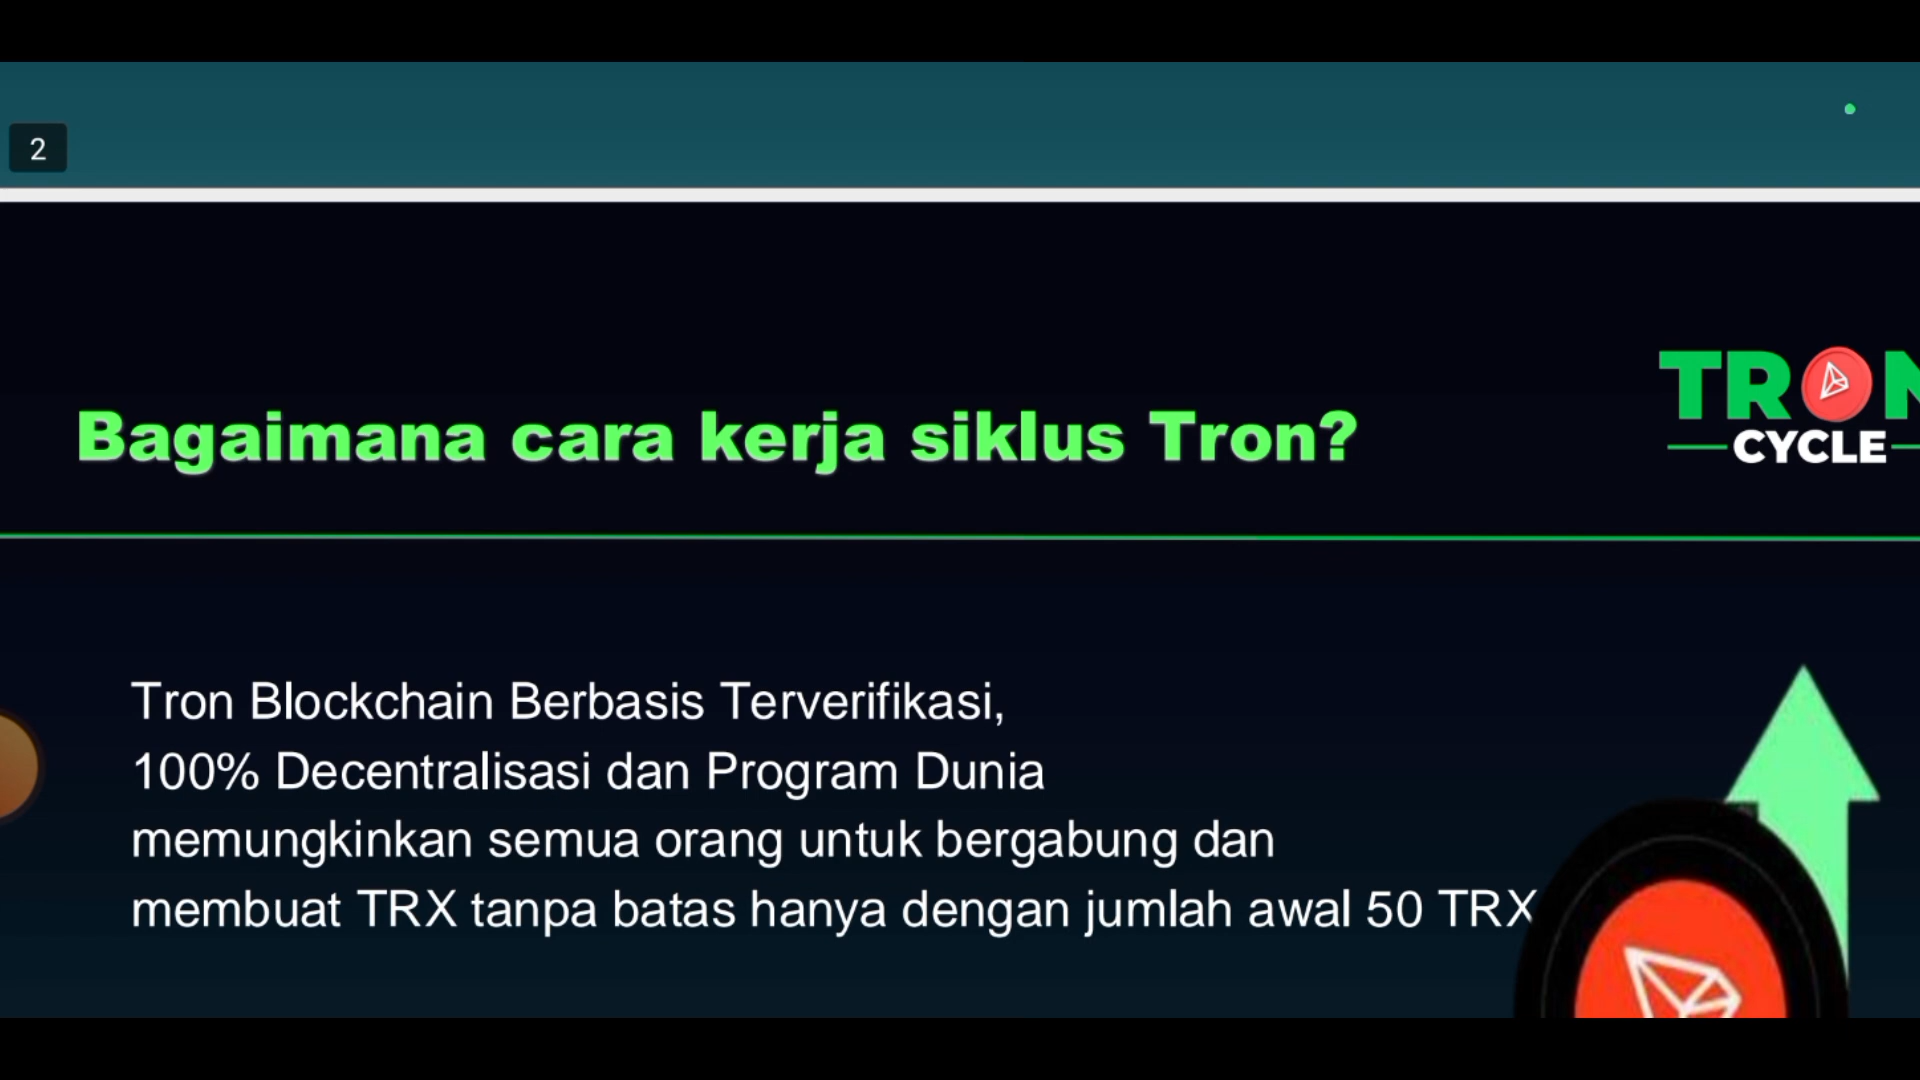 2
TRON
CYCLE
Bagaimana cara kerja siklus Tron?
Tron Blockchain Berbasis Terverifikasi,
100% Decentralisasi dan Program Dunia
memungkinkan semua orang untuk bergabung dan
membuat TRX tanpa batas hanya dengan jumlah awal 50 TRX